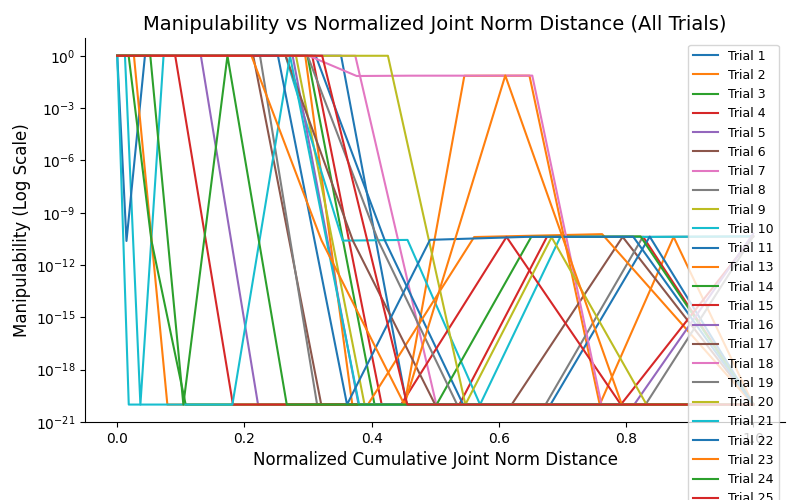 Manipulability vs Normalized Joint Norm Distance (All Trials)
Manipulability (Log Scale)
10⁰
10⁻³
10⁻⁶
10⁻⁹
10⁻¹²
10⁻¹⁵
10⁻¹⁸
10⁻²¹
0.0 0.2 0.4 0.6 0.8
Normalized Cumulative Joint Norm Distance
Trial 1
Trial 2
Trial 3
Trial 4
Trial 5
Trial 6
Trial 7
Trial 8
Trial 9
Trial 10
Trial 11
Trial 13
Trial 14
Trial 15
Trial 16
Trial 17
Trial 18
Trial 19
Trial 20
Trial 21
Trial 22
Trial 23
Trial 24
Trial 25